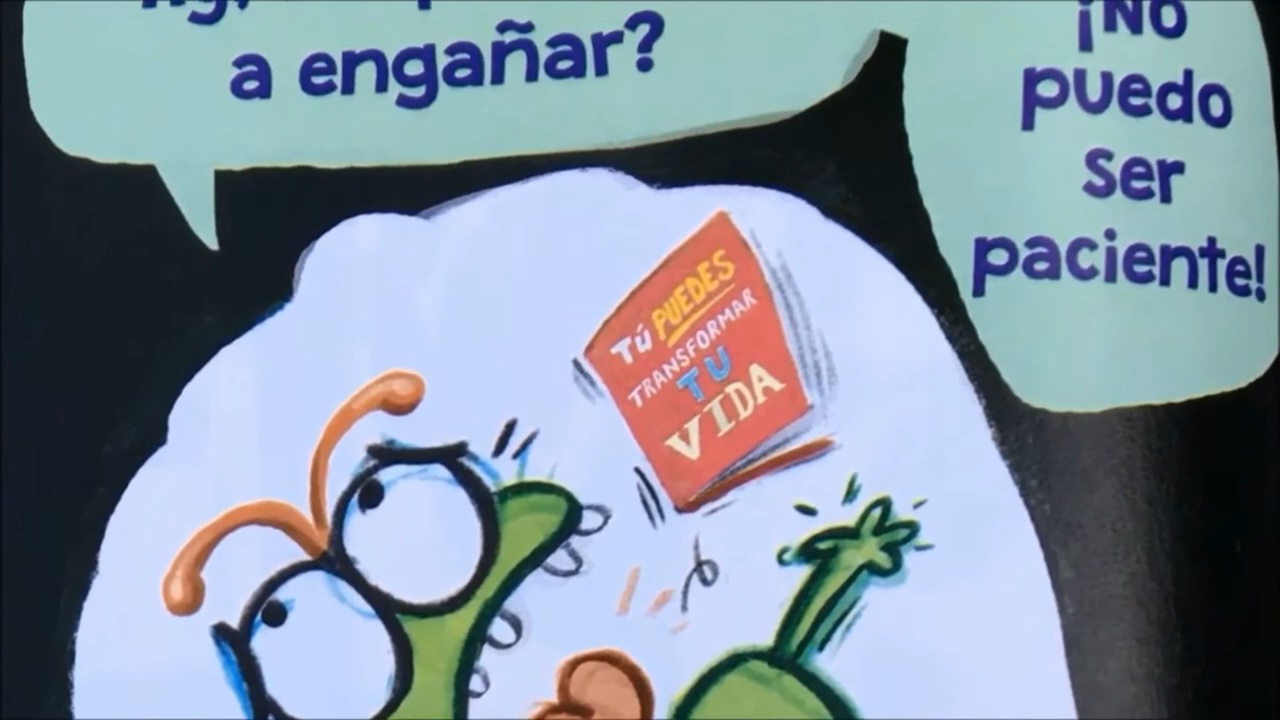 a engañar?
¡No
puedo
ser
paciente!
TÚ PUEDES
TRANSFORMAR
TU
VIDA